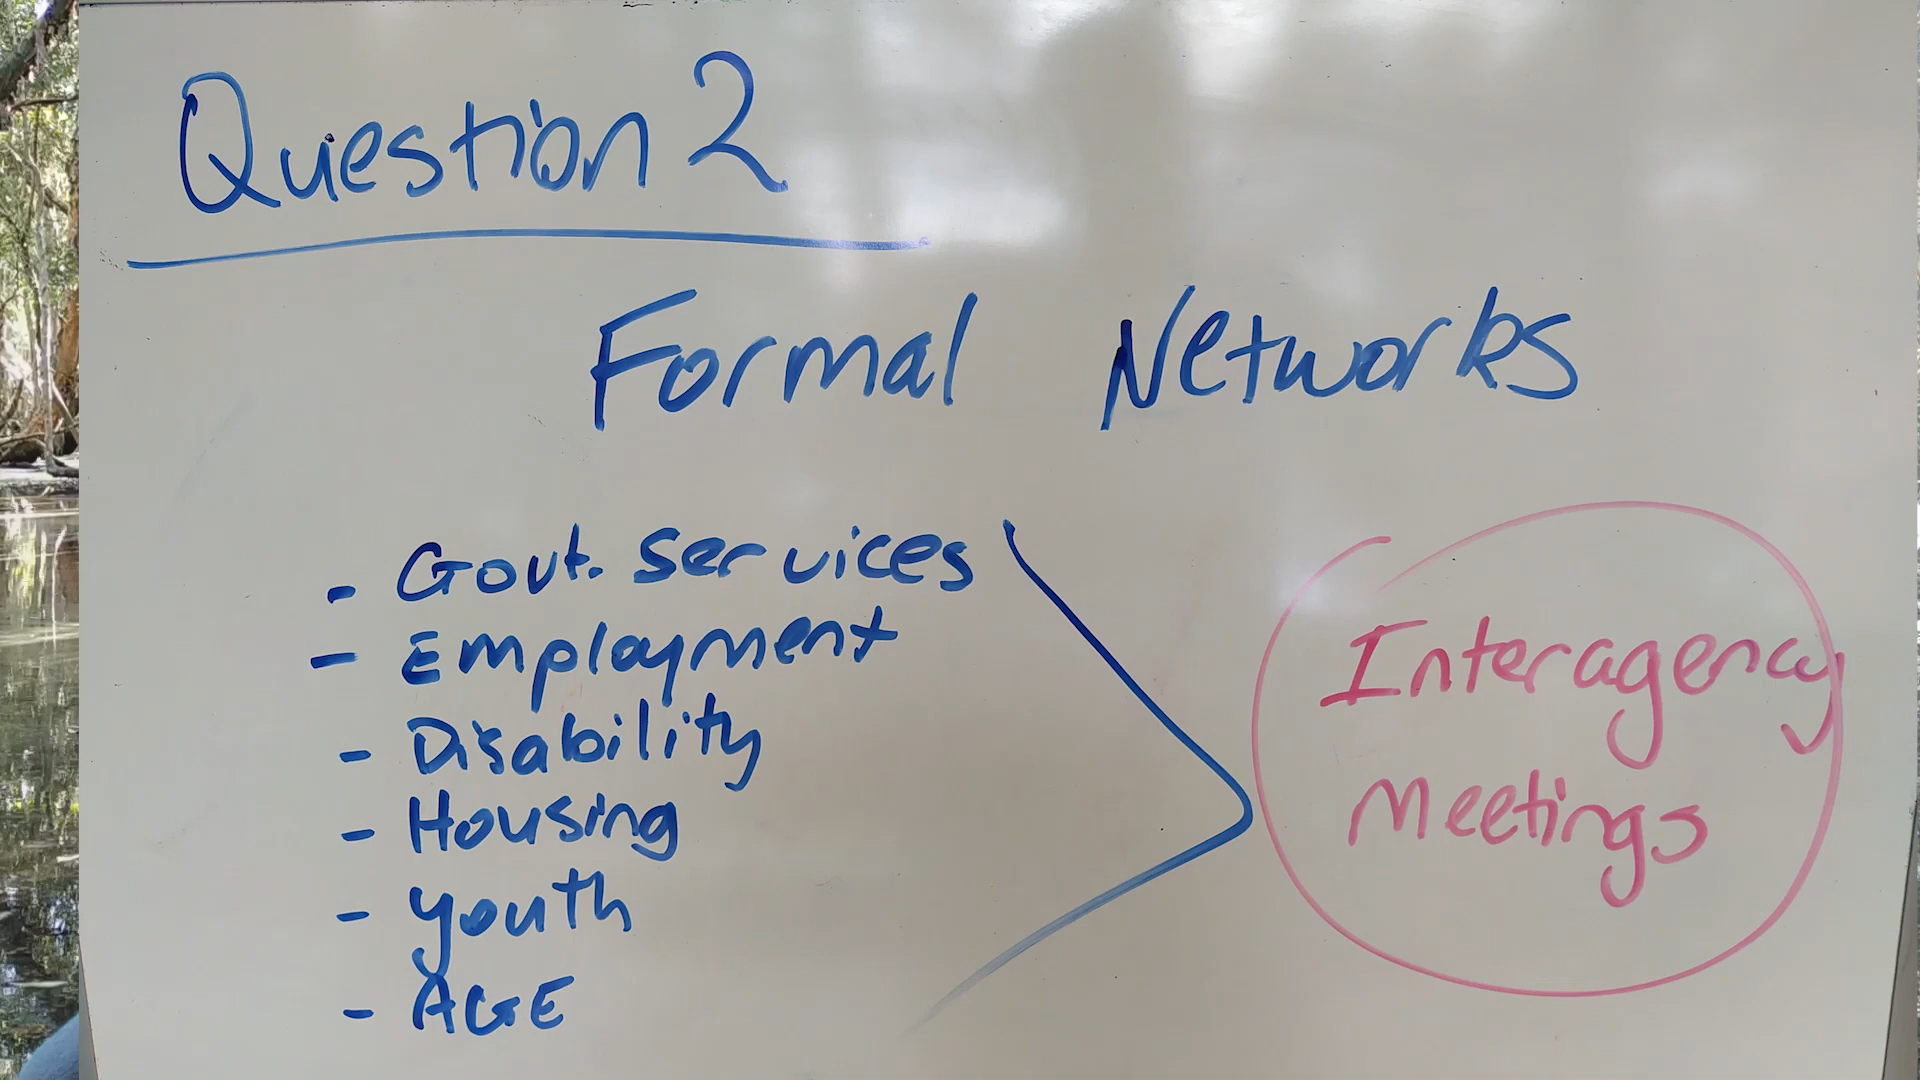 Question 2
Formal Networks
- Govt. Services
- Employment
- Disability
- Housing
- youth
- AGE
Interagency
Meetings